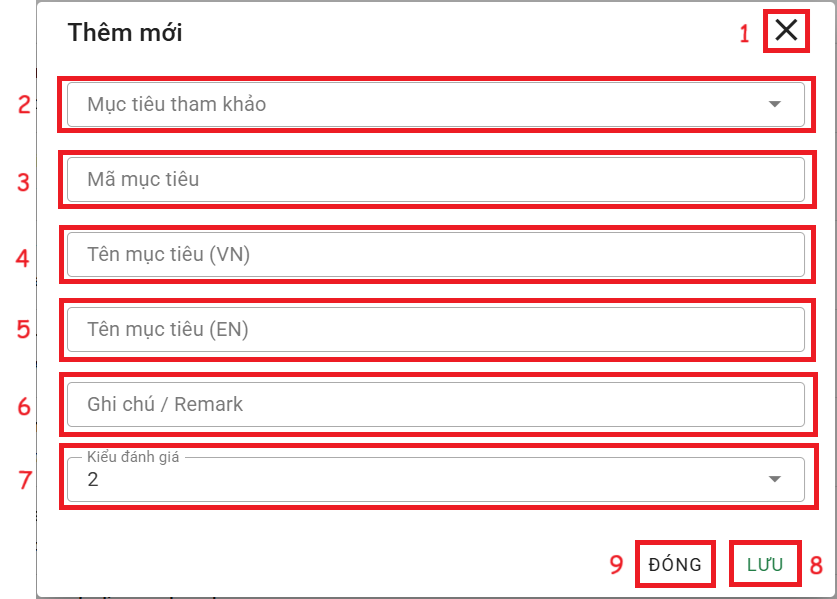 Thêm mới
1
2
Mục tiêu tham khảo
3
Mã mục tiêu
4
Tên mục tiêu (VN)
5
Tên mục tiêu (EN)
6
Ghi chú / Remark
7
Kiểu đánh giá
2
9
ĐÓNG
LƯU
8